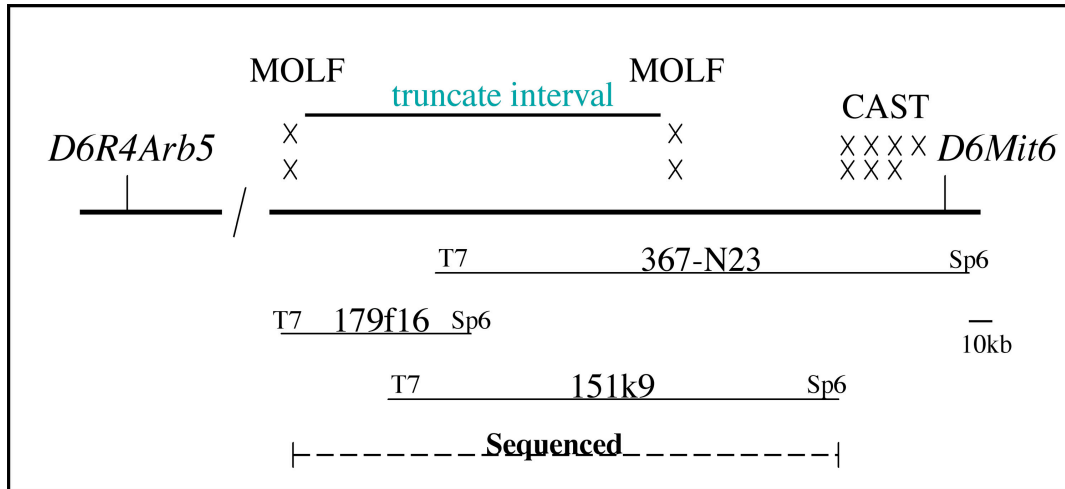 MOLF MOLF
truncate interval
CAST
D6R4Arb5 D6Mit6
X X X X X X
X X X X X
T7 367-N23 Sp6
T7 179f16 Sp6
10kb
T7 151k9 Sp6
Sequenced